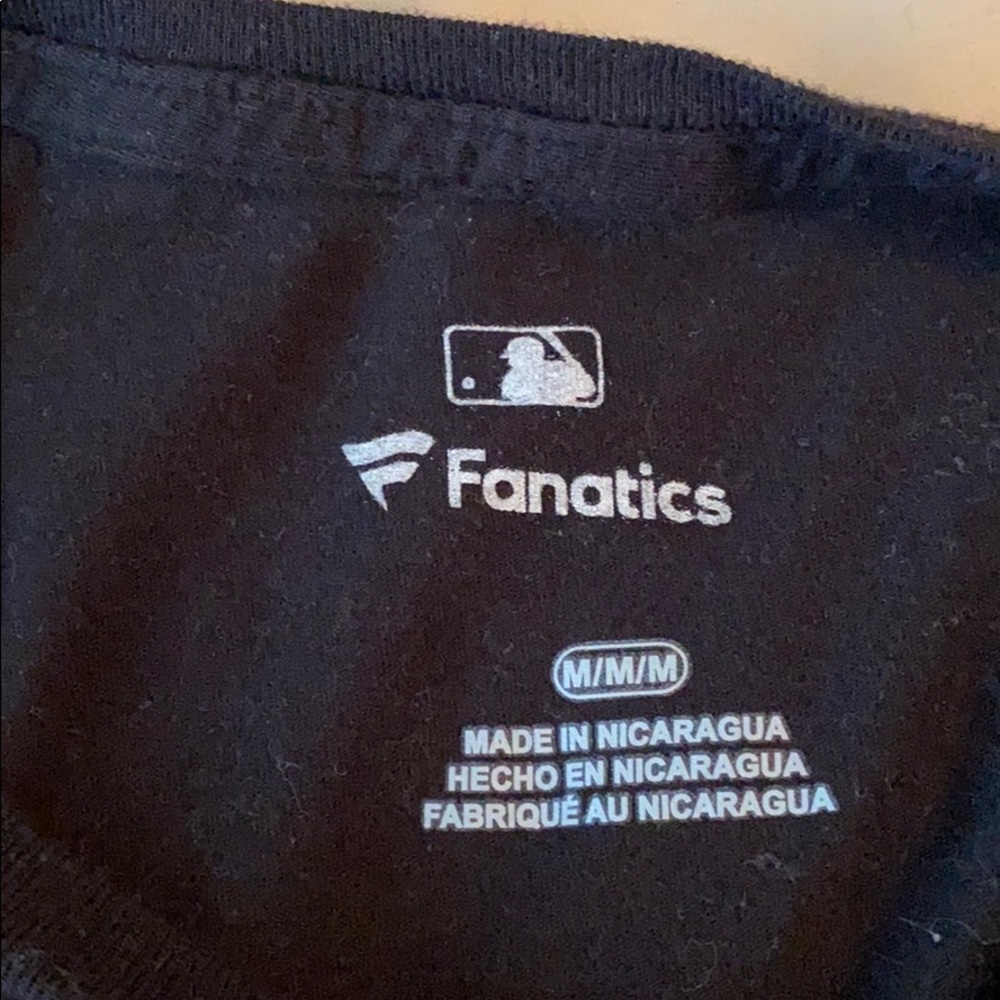 Fanatics
M/M/M
MADE IN NICARAGUA
HECHO EN NICARAGUA
FABRIQUÉ AU NICARAGUA